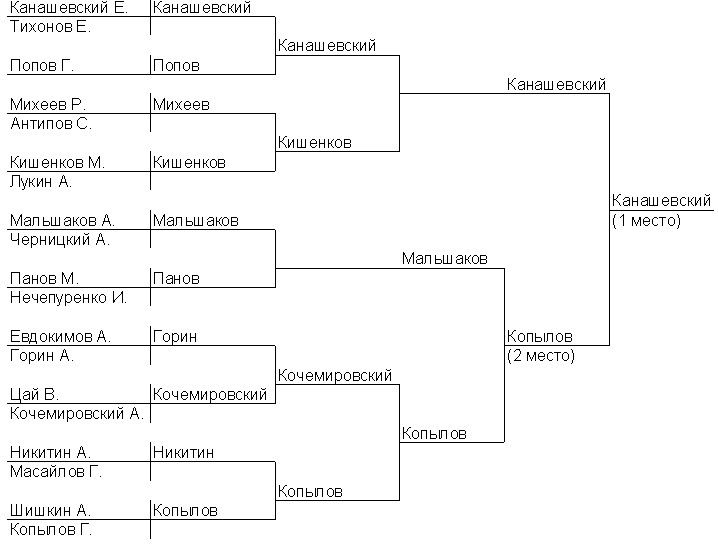 Канашевский Е.
Канашевский
Тихонов Е.
Канашевский
Попов Г.
Попов
Канашевский
Михеев Р.
Михеев
Антипов С.
Кишенков
Кишенков М.
Кишенков
Лукин А.
Канашевский
(1 место)
Мальшаков А.
Мальшаков
Черницкий А.
Мальшаков
Панов М.
Панов
Нечепуренко И.
Евдокимов А.
Горин
Копылов
Горин А.
(2 место)
Кочемировский
Цай В.
Кочемировский
Кочемировский А.
Копылов
Никитин А.
Никитин
Масайлов Г.
Копылов
Шишкин А.
Копылов
Копылов Г.